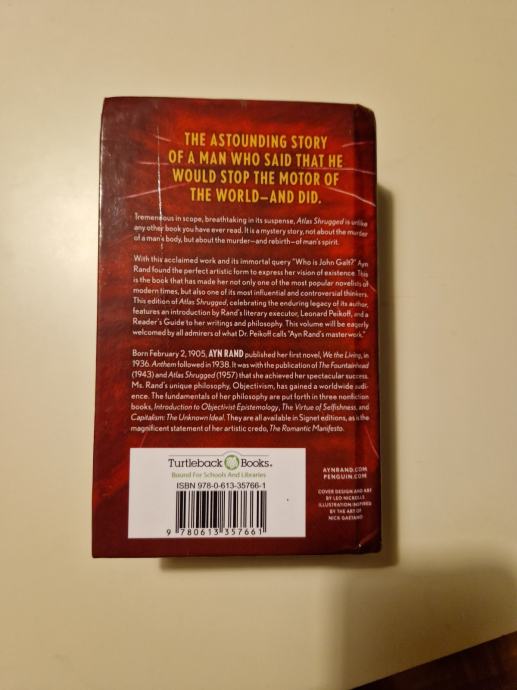 THE ASTOUNDING STORY
OF A MAN WHO SAID THAT HE
WOULD STOP THE MOTOR OF
THE WORLD—AND DID.
Tremendous in scope, breathtaking in its suspense, Atlas Shrugged is unlike
any other book you have ever read. It is a mystery story, not about the murder
of a man's body, but about the murder—and rebirth—of man's spirit.
With this acclaimed work and its immortal query "Who is John Galt?" Ayn
Rand found the perfect artistic form to express her vision of existence. This
is the book that has made her not only one of the most popular novelists of
modern times, but also one of its most influential and controversial thinkers.
This edition of Atlas Shrugged, celebrating the enduring legacy of its author,
features an introduction by Rand's literary executor, Leonard Peikoff, and a
Reader's Guide to her writings and philosophy. This volume will be eagerly
welcomed by all admirers of what Dr. Peikoff calls "Ayn Rand's masterwork."
Born February 2, 1905, AYN RAND published her first novel, We the Living, in
1936. Anthem followed in 1938. It was with the publication of The Fountainhead
(1943) and Atlas Shrugged (1957) that she achieved her spectacular success.
Ms. Rand's unique philosophy, Objectivism, has gained a worldwide audi-
ence. The fundamentals of her philosophy are put forth in three nonfiction
books, Introduction to Objectivist Epistemology, The Virtue of Selfishness, and
Capitalism: The Unknown Ideal. They are all available in Signet editions, as is the
magnificent statement of her artistic credo, The Romantic Manifesto.
Turtleback Books®
Bound For Schools And Libraries
ISBN 978-0-613-35766-1
9 780613 357661
AYNRAND.COM
PENGUIN.COM
COVER DESIGN AND ART
BY LEO NICKOLLS
ILLUSTRATION INSPIRED
BY THE ART OF
NICK GAETANO